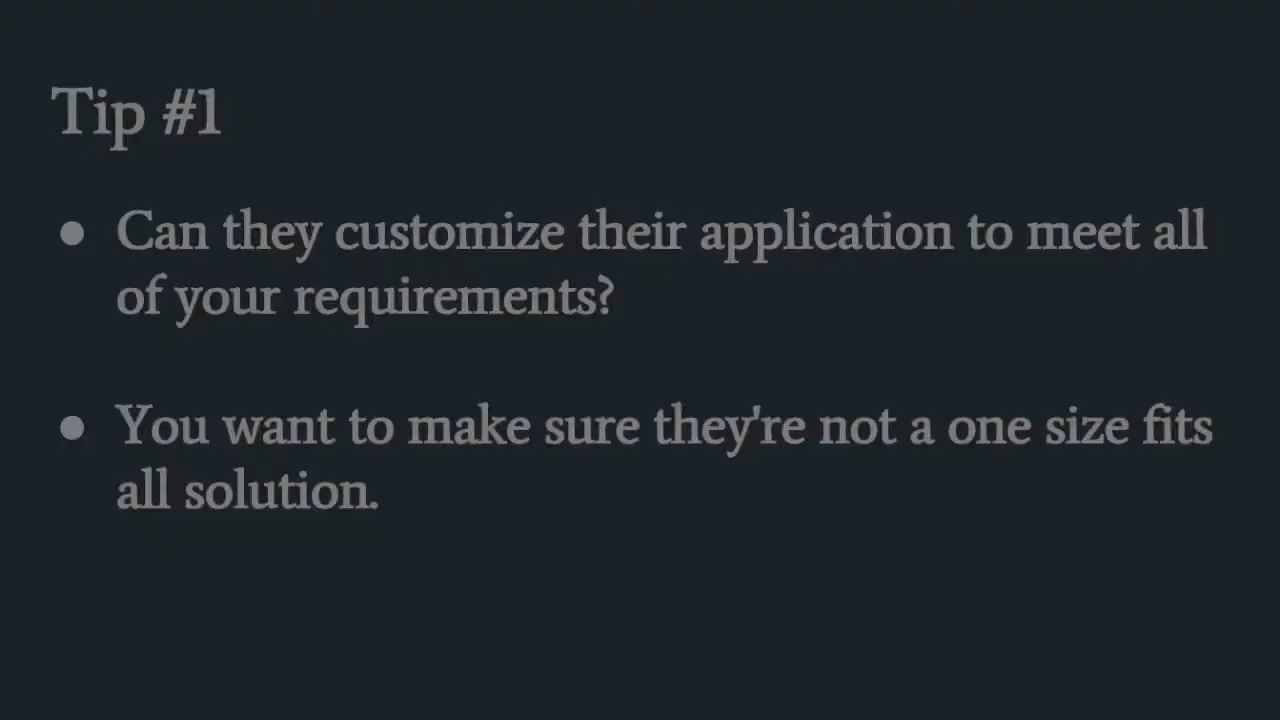 Tip #1
● Can they customize their application to meet all
of your requirements?
● You want to make sure they're not a one size fits
all solution.